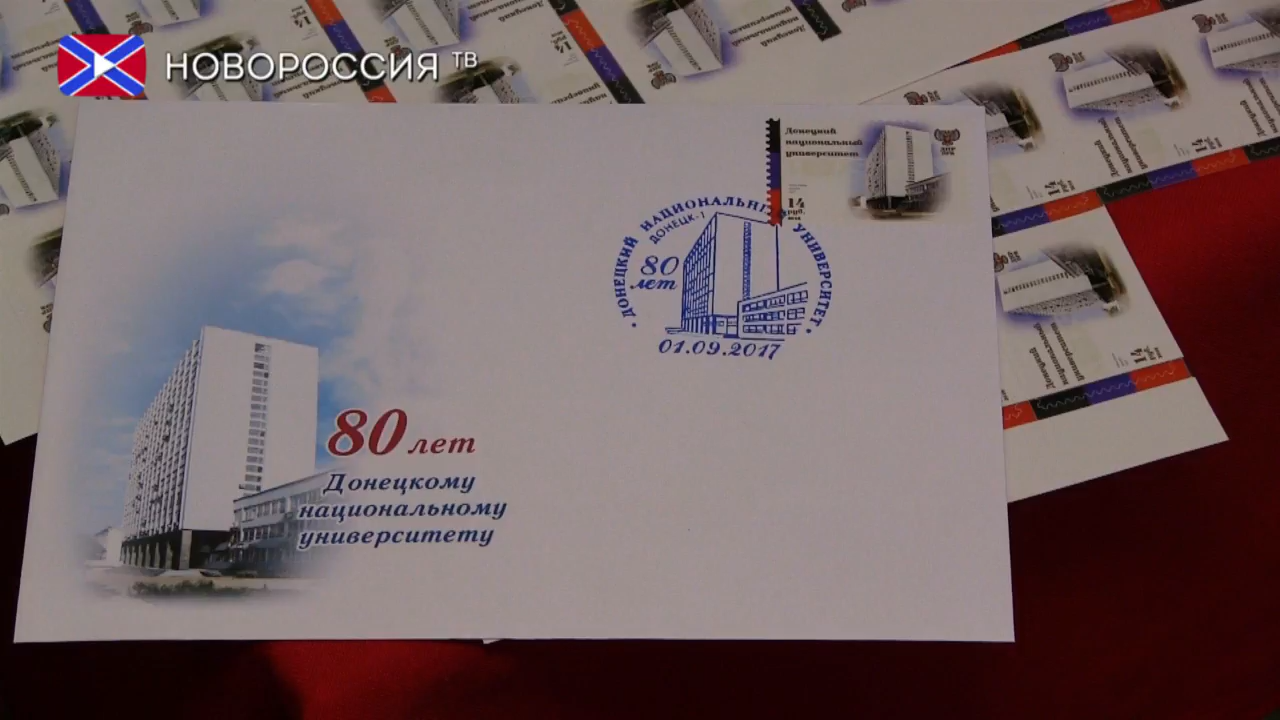 НОВОРОССИЯ ТВ
Донецкий
национальный
университет
14
руб.
ДОНЕЦКИЙ НАЦИОНАЛЬНЫЙ УНИВЕРСИТЕТ
ДОНЕЦК-1
80
лет
01.09.2017
80 лет
Донецкому
национальному
университету